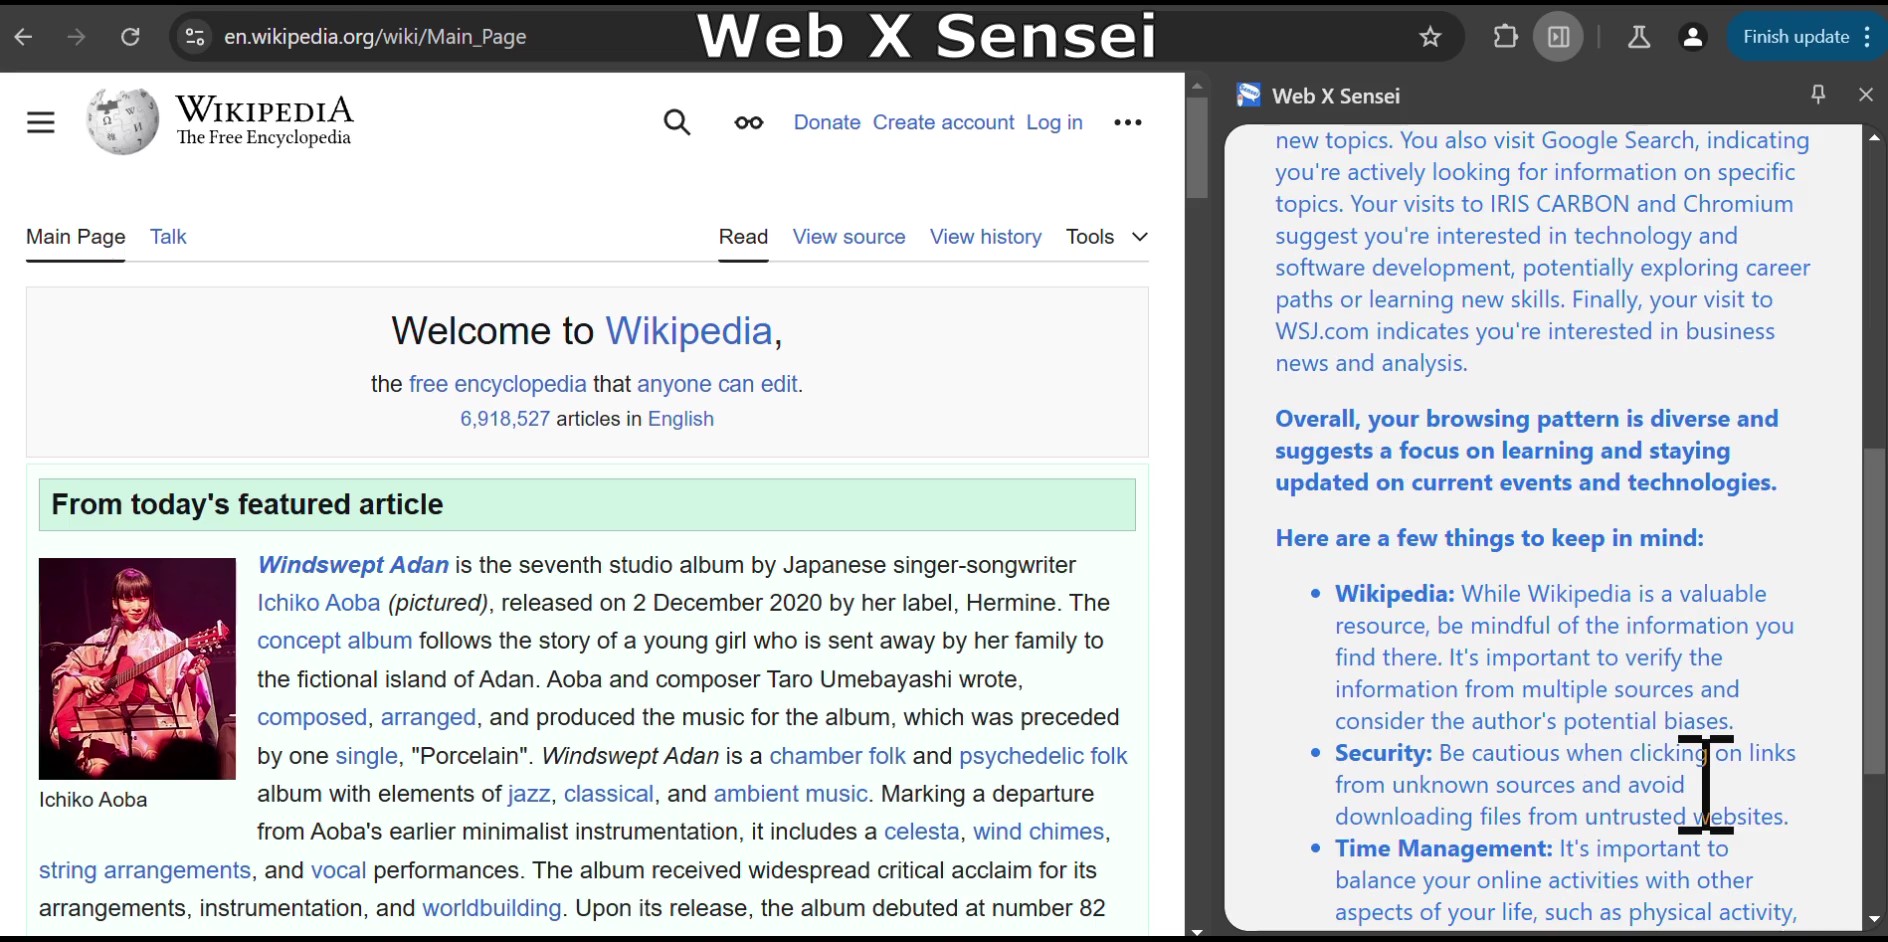 en.wikipedia.org/wiki/Main_Page
Web X Sensei
Finish update
WIKIPEDIA
The Free Encyclopedia
Donate Create account Log in
Main Page Talk
Read View source View history Tools
Welcome to Wikipedia,
the free encyclopedia that anyone can edit.
6,918,527 articles in English
From today's featured article
Windswept Adan is the seventh studio album by Japanese singer-songwriter
Ichiko Aoba (pictured), released on 2 December 2020 by her label, Hermine. The
concept album follows the story of a young girl who is sent away by her family to
the fictional island of Adan. Aoba and composer Taro Umebayashi wrote,
composed, arranged, and produced the music for the album, which was preceded
by one single, "Porcelain". Windswept Adan is a chamber folk and psychedelic folk
album with elements of jazz, classical, and ambient music. Marking a departure
from Aoba's earlier minimalist instrumentation, it includes a celesta, wind chimes,
string arrangements, and vocal performances. The album received widespread critical acclaim for its
arrangements, instrumentation, and worldbuilding. Upon its release, the album debuted at number 82
Ichiko Aoba
Web X Sensei
new topics. You also visit Google Search, indicating
you're actively looking for information on specific
topics. Your visits to IRIS CARBON and Chromium
suggest you're interested in technology and
software development, potentially exploring career
paths or learning new skills. Finally, your visit to
WSJ.com indicates you're interested in business
news and analysis.
Overall, your browsing pattern is diverse and
suggests a focus on learning and staying
updated on current events and technologies.
Here are a few things to keep in mind:
• Wikipedia: While Wikipedia is a valuable
resource, be mindful of the information you
find there. It's important to verify the
information from multiple sources and
consider the author's potential biases.
• Security: Be cautious when clicking on links
from unknown sources and avoid
downloading files from untrusted websites.
• Time Management: It's important to
balance your online activities with other
aspects of your life, such as physical activity,